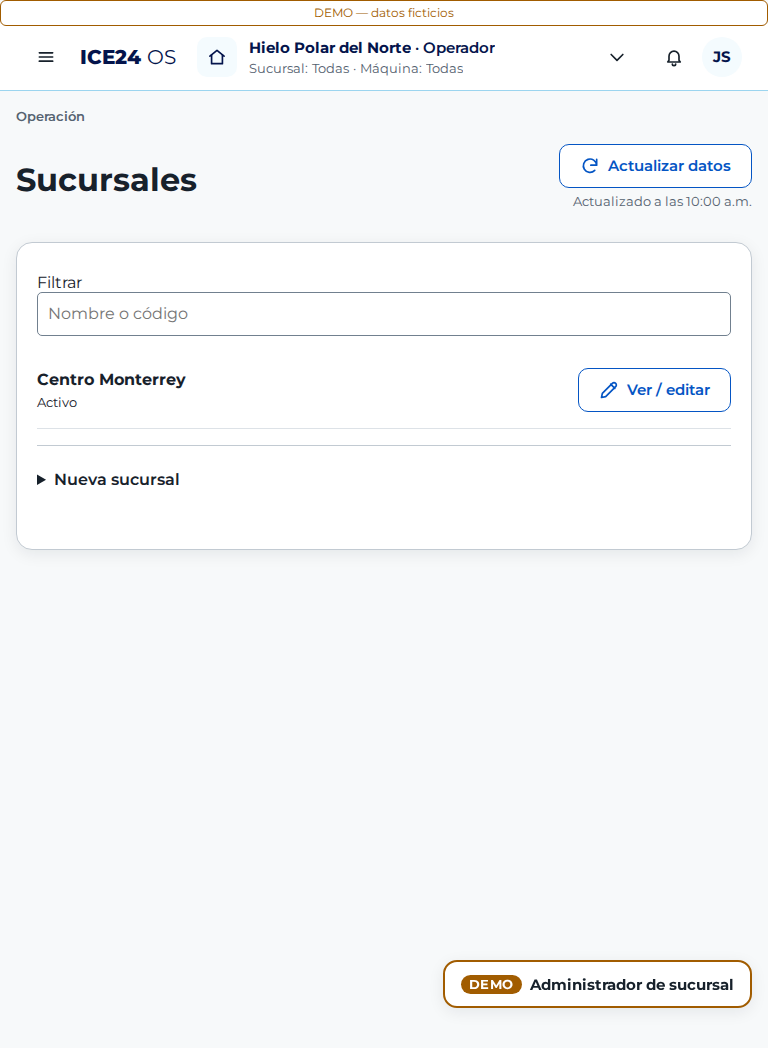 DEMO — datos ficticios
ICE24 OS
Hielo Polar del Norte · Operador
Sucursal: Todas · Máquina: Todas
JS
Operación
Sucursales
Actualizar datos
Actualizado a las 10:00 a.m.
Filtrar
Nombre o código
Centro Monterrey
Activo
Ver / editar
Nueva sucursal
DEMO Administrador de sucursal